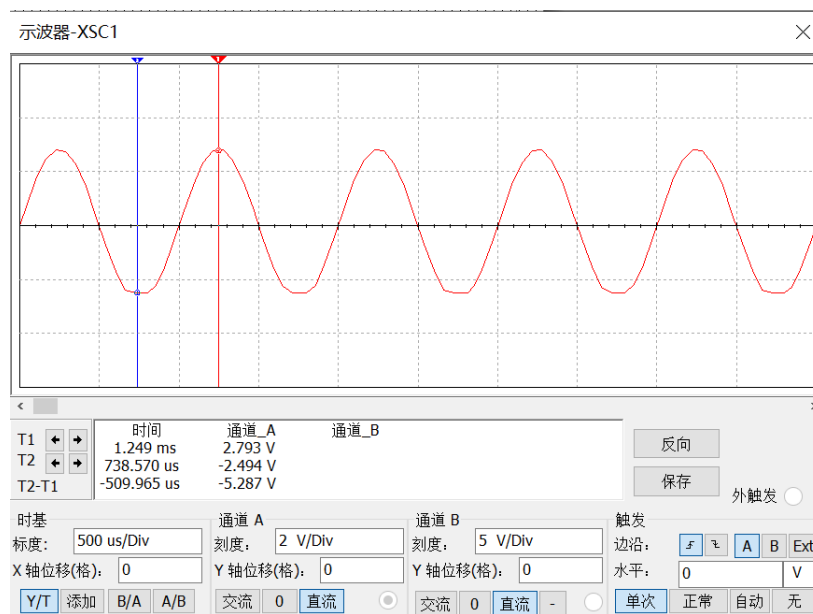 示波器-XSC1
时间 通道_A 通道_B
T1 1.249 ms 2.793 V
T2 738.570 us -2.494 V
T2-T1 -509.965 us -5.287 V
反向
保存
外触发
时基 通道 A 通道 B 触发
标度: 500 us/Div 刻度: 2 V/Div 刻度: 5 V/Div 边沿: A B Ext
X 轴位移(格): 0 Y 轴位移(格): 0 Y 轴位移(格): 0 水平: 0 V
Y/T 添加 B/A A/B 交流 0 直流 交流 0 直流 - 单次 正常 自动 无